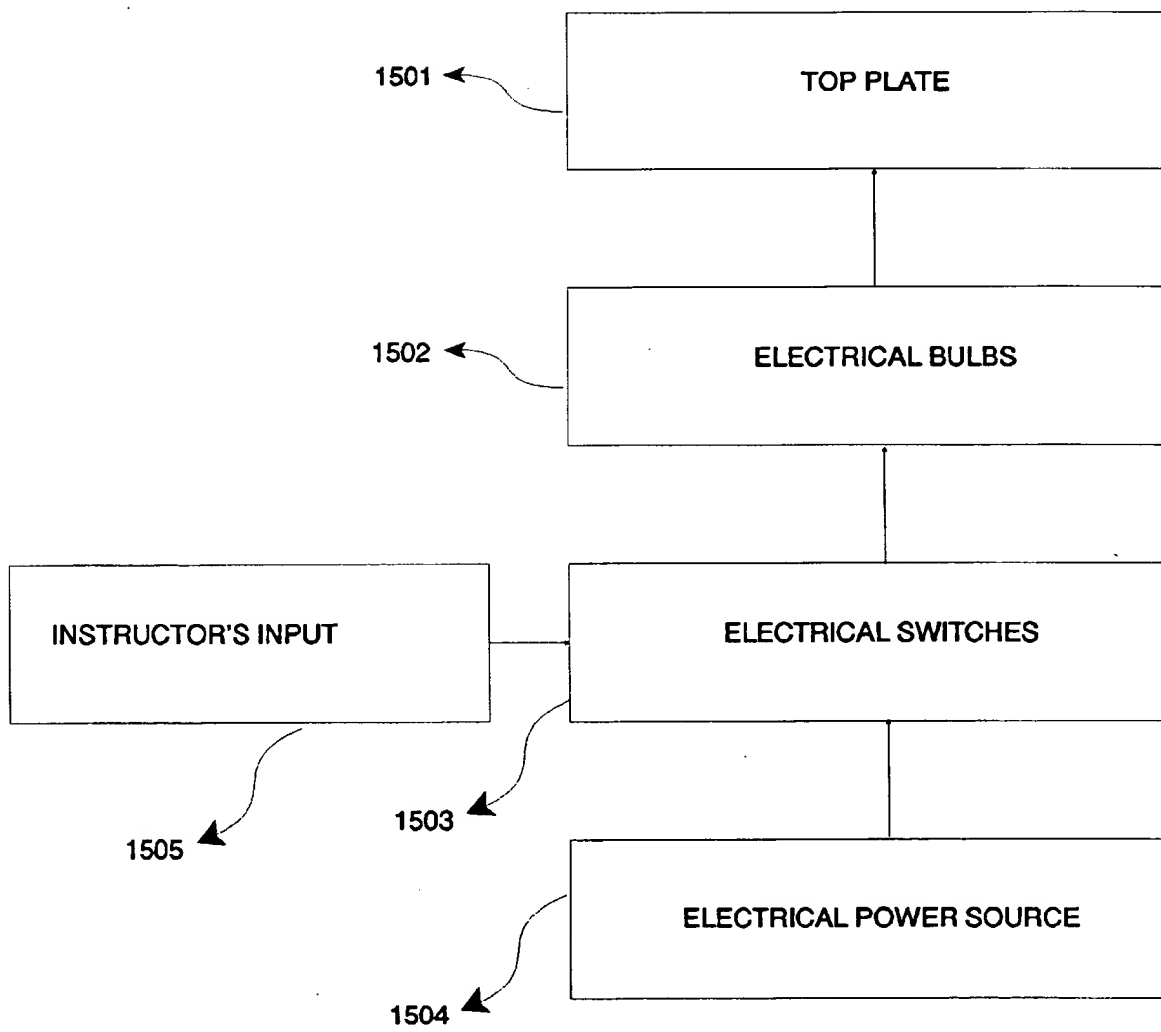 1501
TOP PLATE
1502
ELECTRICAL BULBS
INSTRUCTOR'S INPUT
ELECTRICAL SWITCHES
1503
1505
ELECTRICAL POWER SOURCE
1504